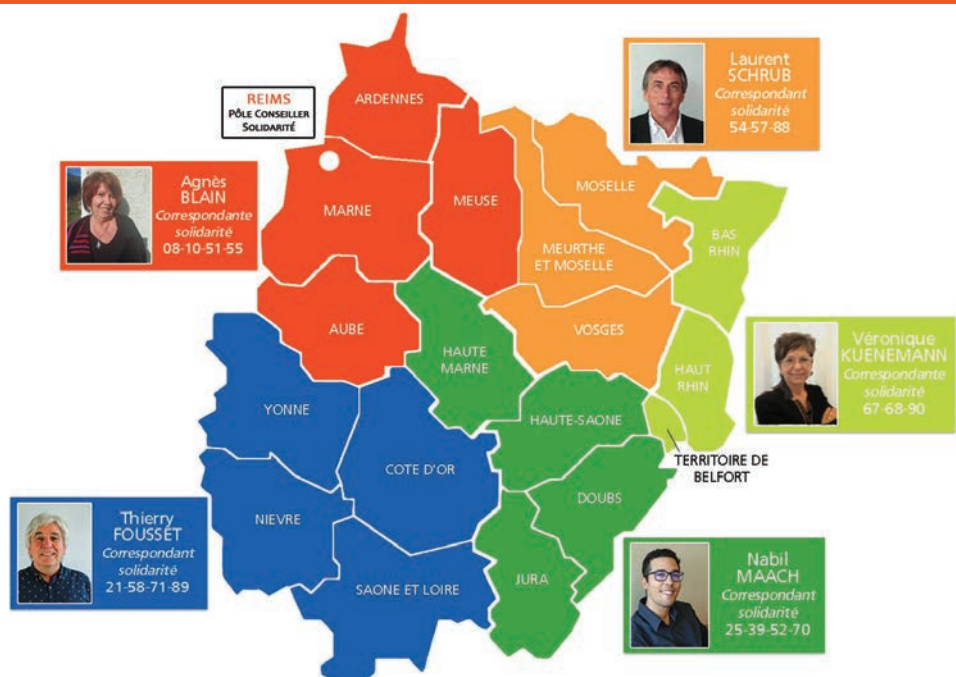 Laurent
SCHRUB
Correspondant
solidarité
54-57-88
REIMS
PÔLE CONSEILLER
SOLIDARITÉ
ARDENNES
Agnès
BLAIN
Correspondante
solidarité
08-10-51-55
MARNE
MEUSE
MOSELLE
MEURTHE
ET MOSELLE
BAS
RHIN
AUBE
VOSGES
HAUTE
MARNE
HAUT
RHIN
Véronique
KUENEMANN
Correspondante
solidarité
67-68-90
YONNE
HAUTE-SAONE
TERRITOIRE DE
BELFORT
COTE D'OR
DOUBS
NIEVRE
Thierry
FOUSSET
Correspondant
solidarité
21-58-71-89
SAONE ET LOIRE
JURA
Nabil
MAACH
Correspondant
solidarité
25-39-52-70